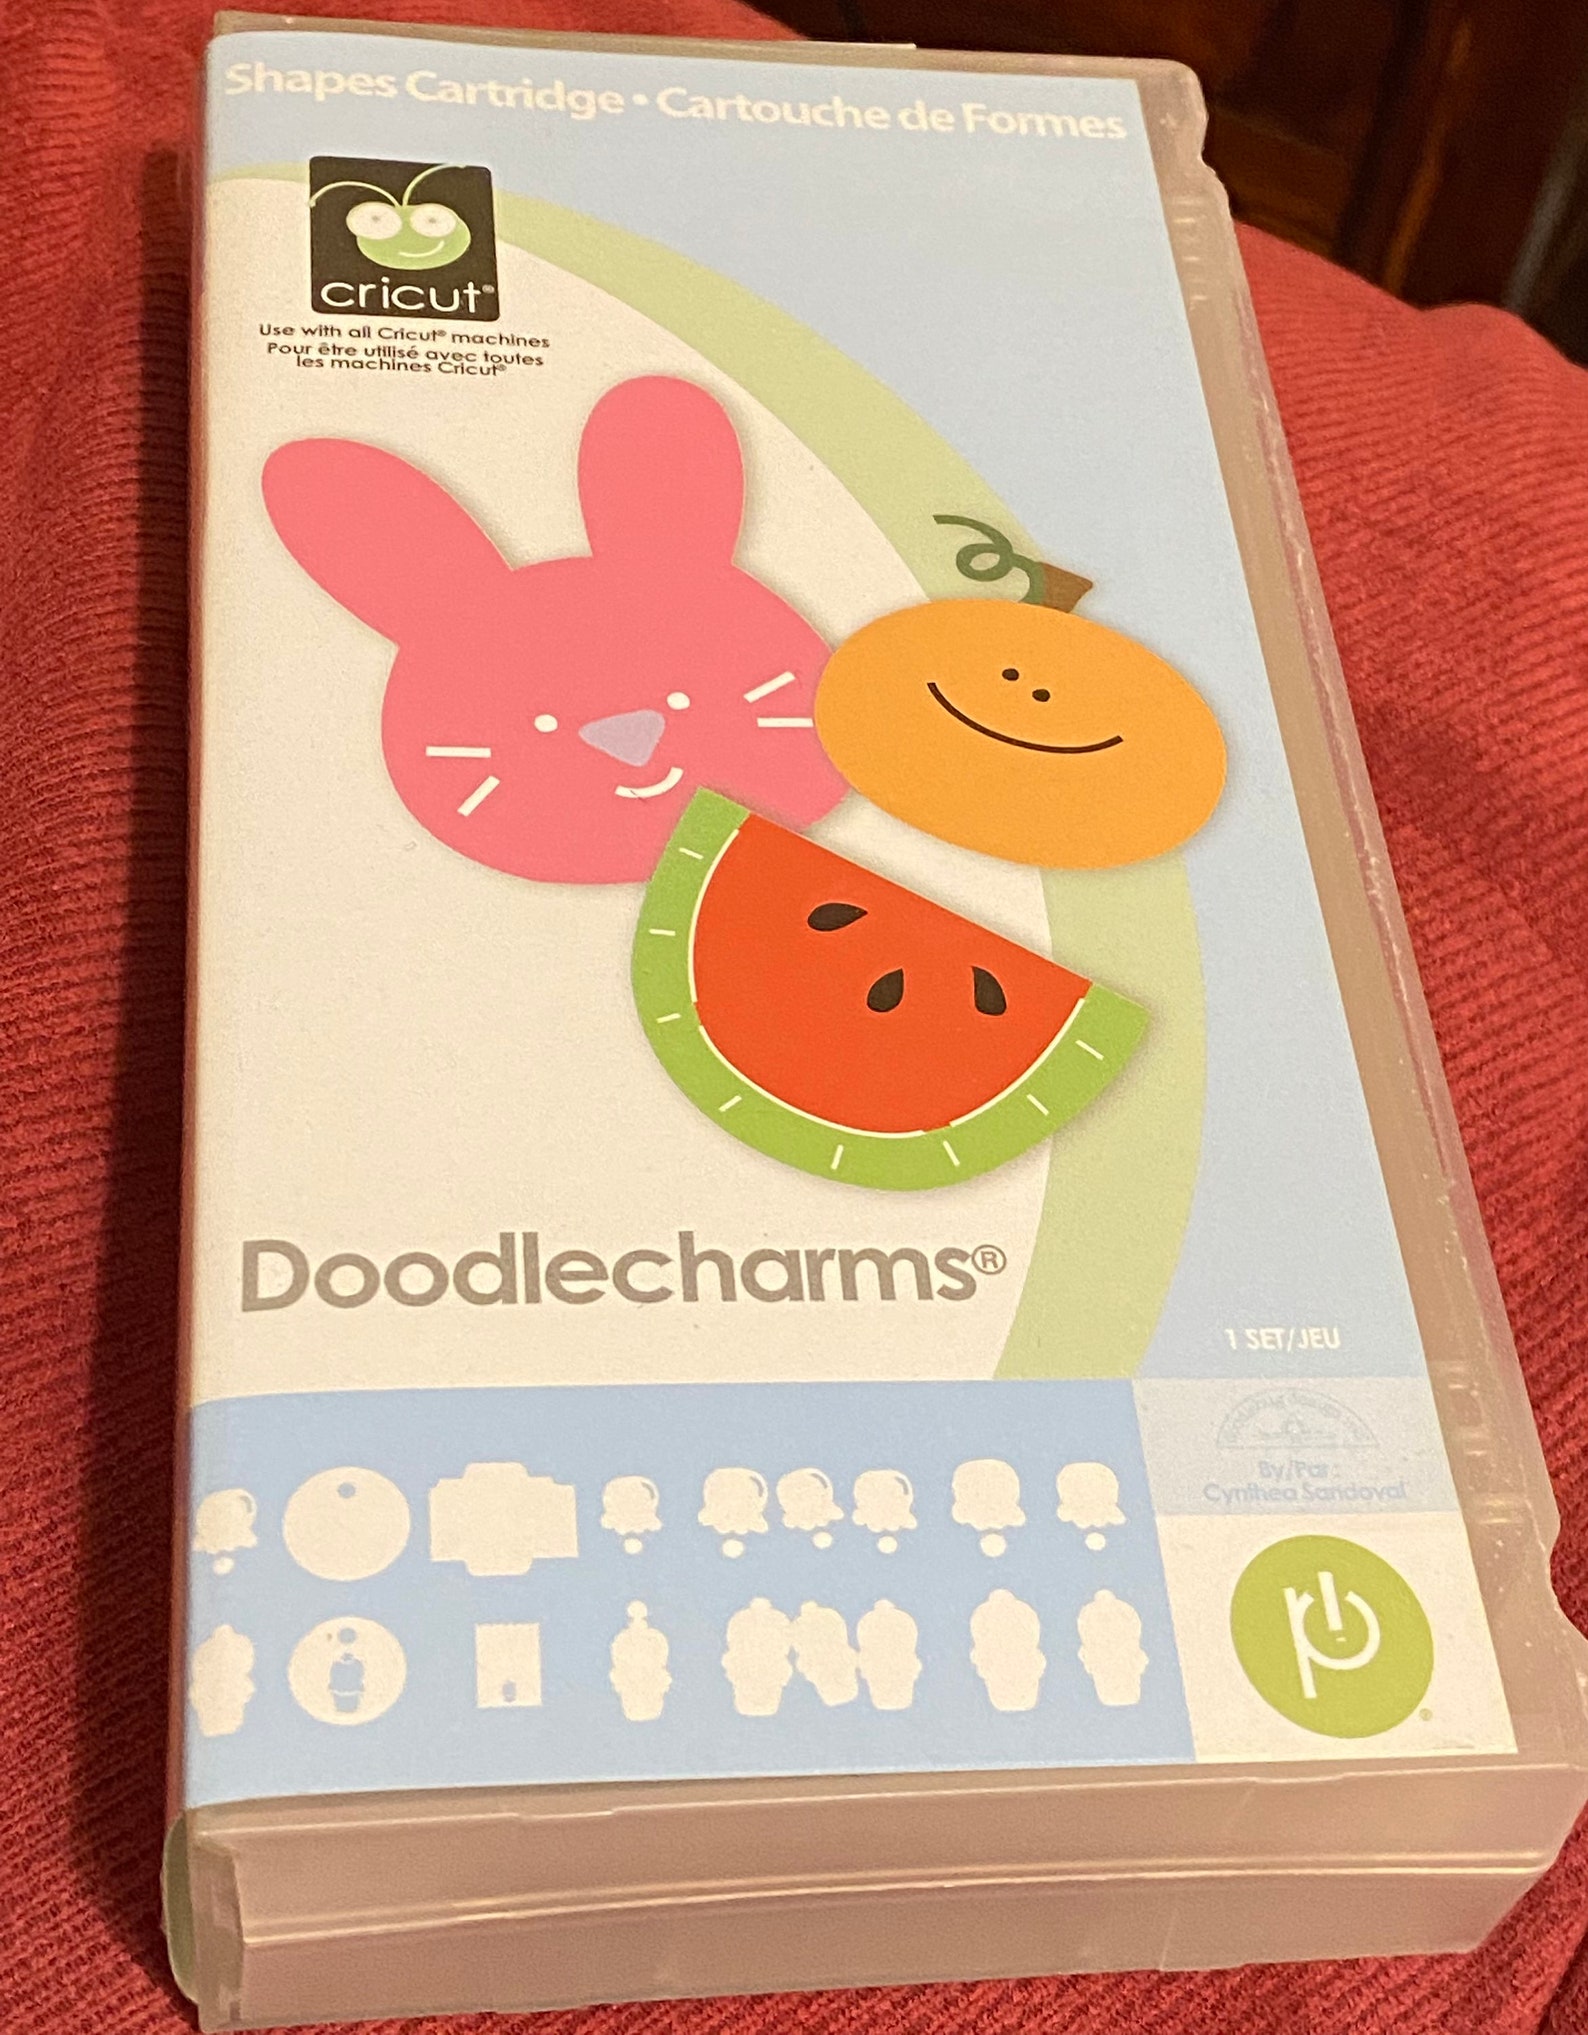 Shapes Cartridge • Cartouche de Formes
cricut®
Use with all Cricut® machines
Pour être utilisé avec toutes
les machines Cricut®
Doodlecharms®
1 SET/JEU
By/Par:
Cynthea Sandoval